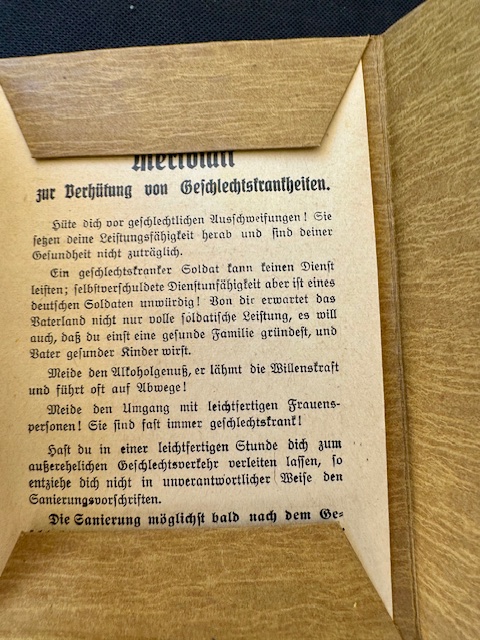 Merkblatt
zur Verhütung von Geschlechtskrankheiten.
Hüte dich vor geschlechtlichen Ausschweifungen! Sie
setzen deine Leistungsfähigkeit herab und sind deiner
Gesundheit nicht zuträglich.
Ein geschlechtskranker Soldat kann keinen Dienst
leisten; selbstverschuldete Dienstunfähigkeit aber ist eines
deutschen Soldaten unwürdig! Von dir erwartet das
Vaterland nicht nur volle soldatische Leistung, es will
auch, daß du einst eine gesunde Familie gründest, und
Vater gesunder Kinder wirst.
Meide den Alkoholgenuß, er lähmt die Willenskraft
und führt oft auf Abwege!
Meide den Umgang mit leichtfertigen Frauens-
personen! Sie sind fast immer geschlechtskrank!
Hast du in einer leichtfertigen Stunde dich zum
außerehelichen Geschlechtsverkehr verleiten lassen, so
entziehe dich nicht in unverantwortlicher Weise den
Sanierungsvorschriften.
Die Sanierung möglichst bald nach dem Ge-